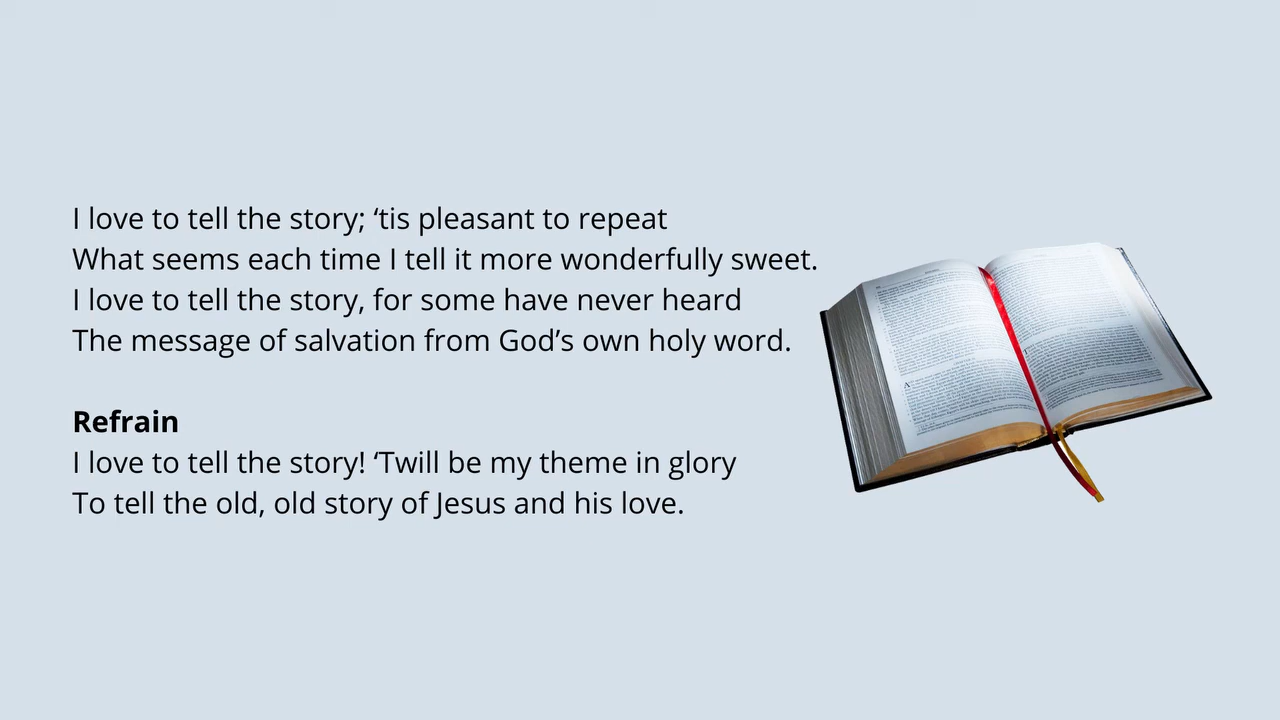 I love to tell the story; ‘tis pleasant to repeat
What seems each time I tell it more wonderfully sweet.
I love to tell the story, for some have never heard
The message of salvation from God’s own holy word.
Refrain
I love to tell the story! ‘Twill be my theme in glory
To tell the old, old story of Jesus and his love.